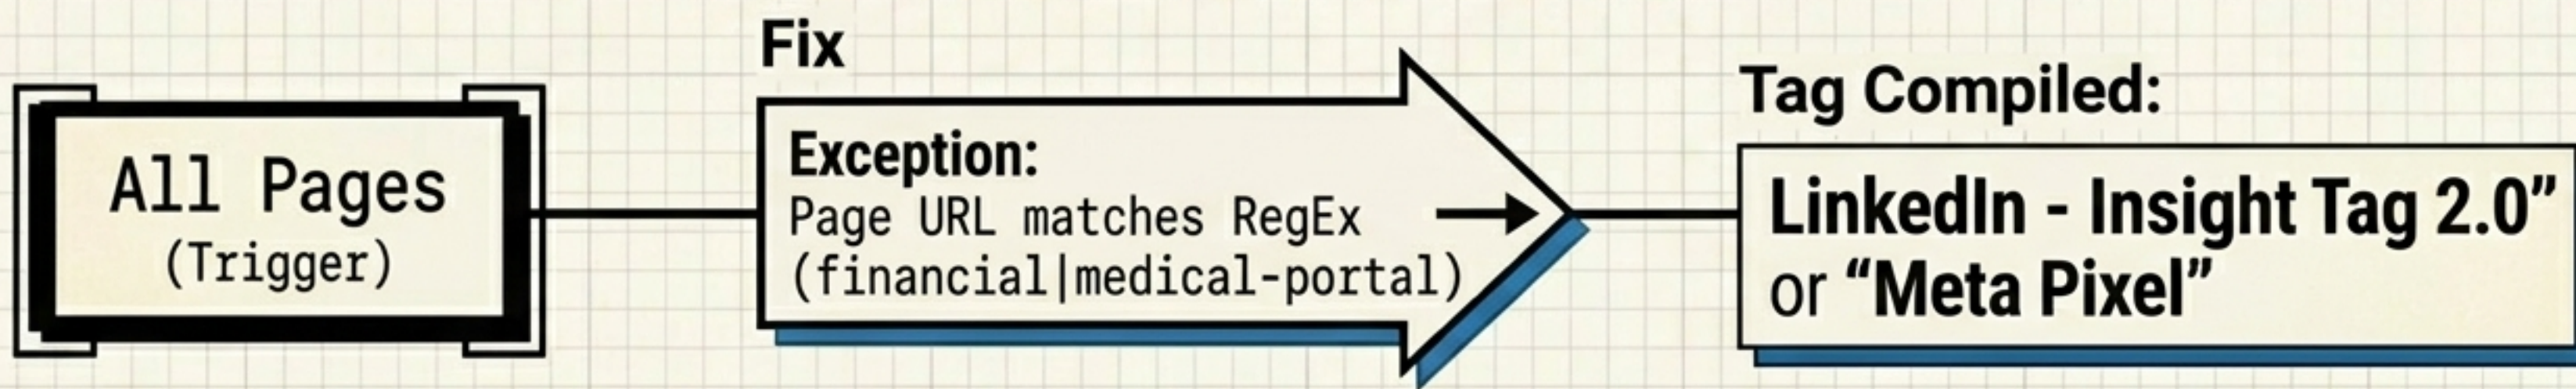 All Pages
(Trigger)
Fix
Exception:
Page URL matches RegEx
(financial|medical-portal)
Tag Compiled:
LinkedIn - Insight Tag 2.0”
or “Meta Pixel”